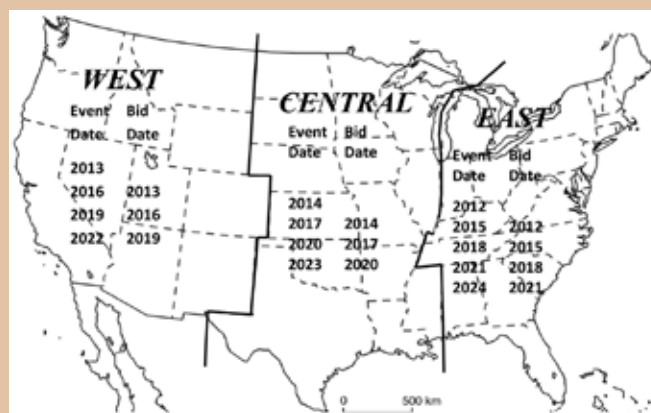 WEST
Event Bid
Date Date
2013
2016 2013
2019 2016
2022 2019
CENTRAL
Event Bid
Date Date
2014
2017 2014
2020 2017
2023 2020
EAST
Event Bid
Date Date
2012
2015 2012
2018 2015
2021 2018
2024 2021
0 500 km